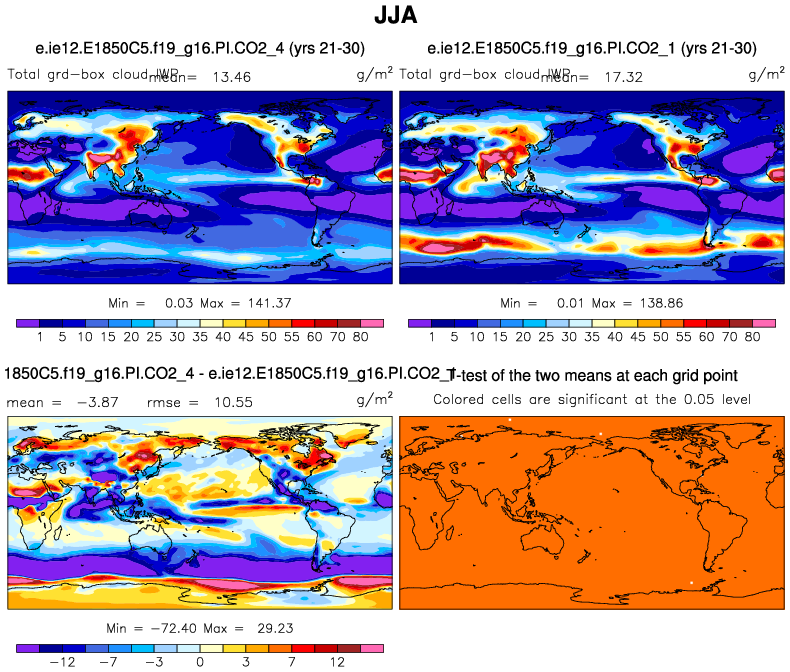 JJA
e.ie12.E1850C5.f19_g16.PI.CO2_4 (yrs 21-30)
e.ie12.E1850C5.f19_g16.PI.CO2_1 (yrs 21-30)
Total grd-box cloud IWP mean= 13.46 g/m²
Total grd-box cloud IWP mean= 17.32 g/m²
Min = 0.03 Max = 141.37
Min = 0.01 Max = 138.86
1 5 10 15 20 25 30 35 40 45 50 55 60 70 80
1 5 10 15 20 25 30 35 40 45 50 55 60 70 80
1850C5.f19_g16.PI.CO2_4 - e.ie12.E1850C5.f19_g16.PI.CO2_1
T-test of the two means at each grid point
mean = -3.87 rmse = 10.55 g/m²
Colored cells are significant at the 0.05 level
Min = -72.40 Max = 29.23
-12 -7 -3 0 3 7 12